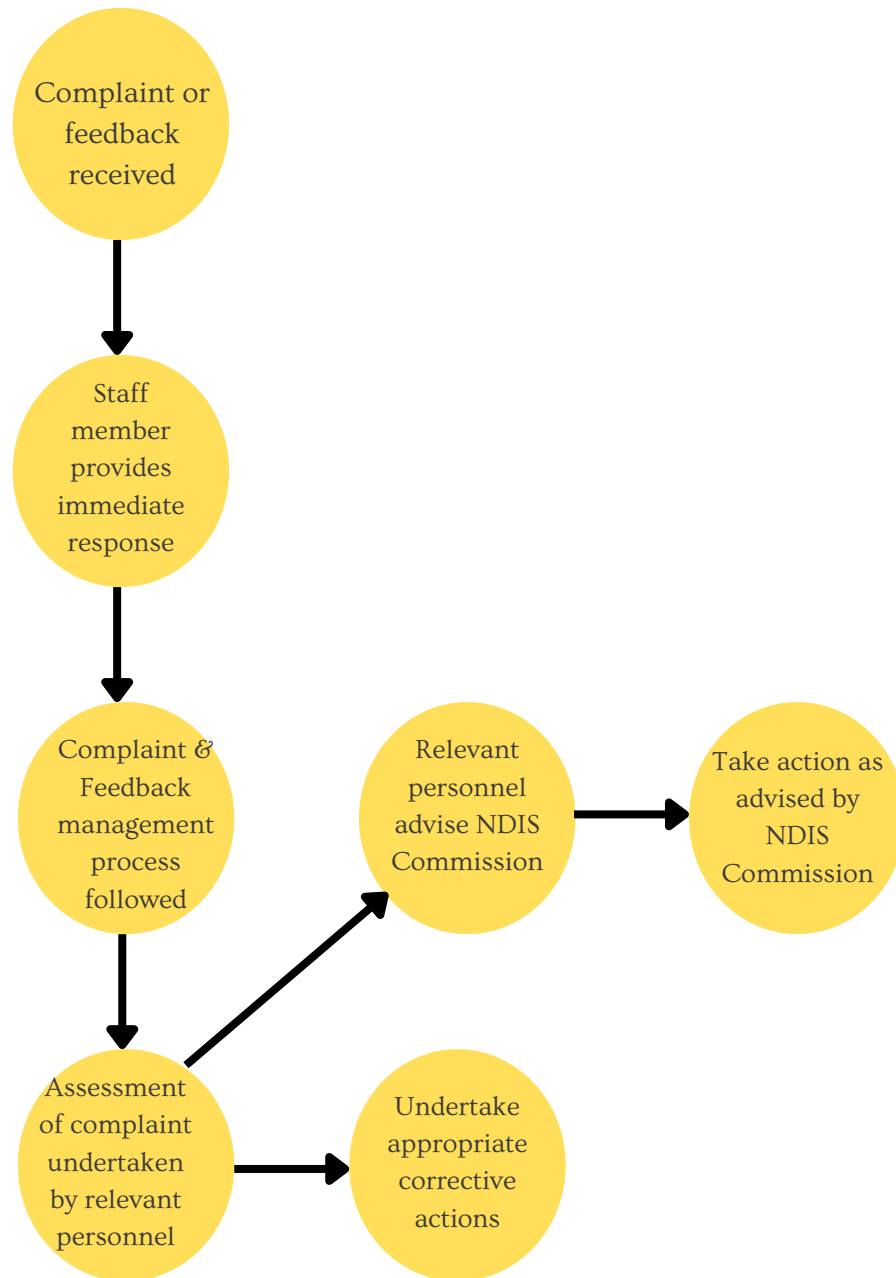 Complaint or
feedback
received
Staff
member
provides
immediate
response
Complaint &
Feedback
management
process
followed
Relevant
personnel
advise NDIS
Commission
Take action as
advised by
NDIS
Commission
Assessment
of complaint
undertaken
by relevant
personnel
Undertake
appropriate
corrective
actions